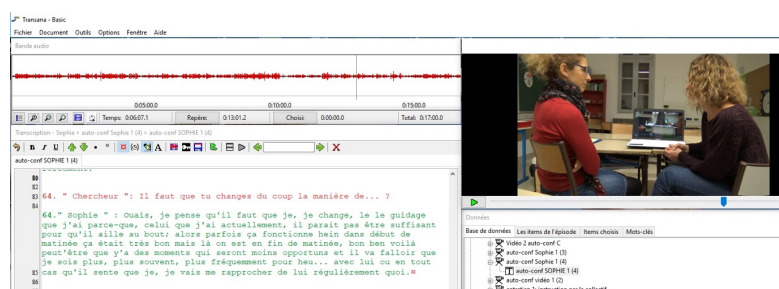 Transana - Basic
Fichier Document Outils Options Fenêtre Aide
Bande audio
0:05:00.0 0:10:00.0 0:15:00.0
Temps: 0:06:07.1 Repère: 0:13:01.2 Choisi: 0:00:00.0 Total: 0:17:00.0
Transcription - Sophie > auto-conf Sophie 1 (4) > auto-conf SOPHIE 1 (4)
auto-conf SOPHIE 1 (4)
80
82
83 64. " Chercheur ": Il faut que tu changes du coup la manière de... ?
84
64." Sophie " : Ouais, je pense qu'il faut que je, je change, le le guidage
que j'ai parce-que, celui que j'ai actuellement, il parait pas être suffisant
pour qu'il aille au bout; alors parfois ça fonctionne hein dans début de
matinée ça était très bon mais là on est en fin de matinée, bon ben voilà
peut'être que y'a des moments qui seront moins opportuns et il va falloir que
je sois plus, plus souvent, plus fréquemment pour heu... avec lui ou en tout
85 cas qu'il sente que je, je vais me rapprocher de lui régulièrement quoi.¤
86
Données
Base de données Les items de l'épisode Items choisis Mots-clés
Vidéo 2 auto-conf C
auto-conf Sophie 1 (3)
auto-conf Sophie 1 (4)
auto-conf SOPHIE 1 (4)
auto-conf vidéo 1 (2)